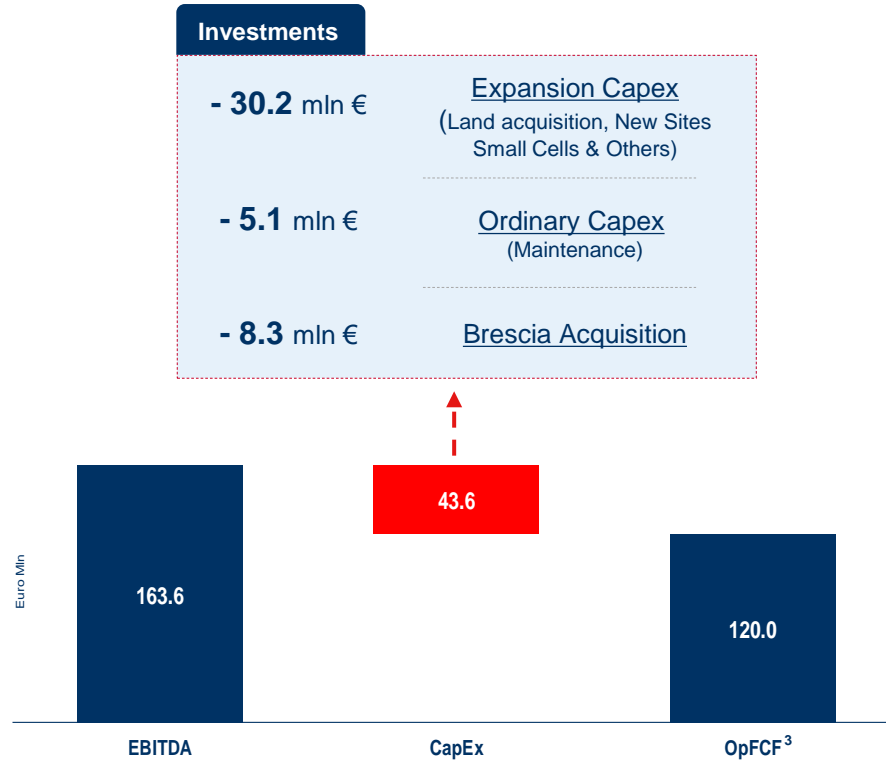 Investments
- 30.2 mln €
Expansion Capex
(Land acquisition, New Sites
Small Cells & Others)
- 5.1 mln €
Ordinary Capex
(Maintenance)
- 8.3 mln €
Brescia Acquisition
Euro Mln
163.6
43.6
120.0
EBITDA
CapEx
OpFCF³